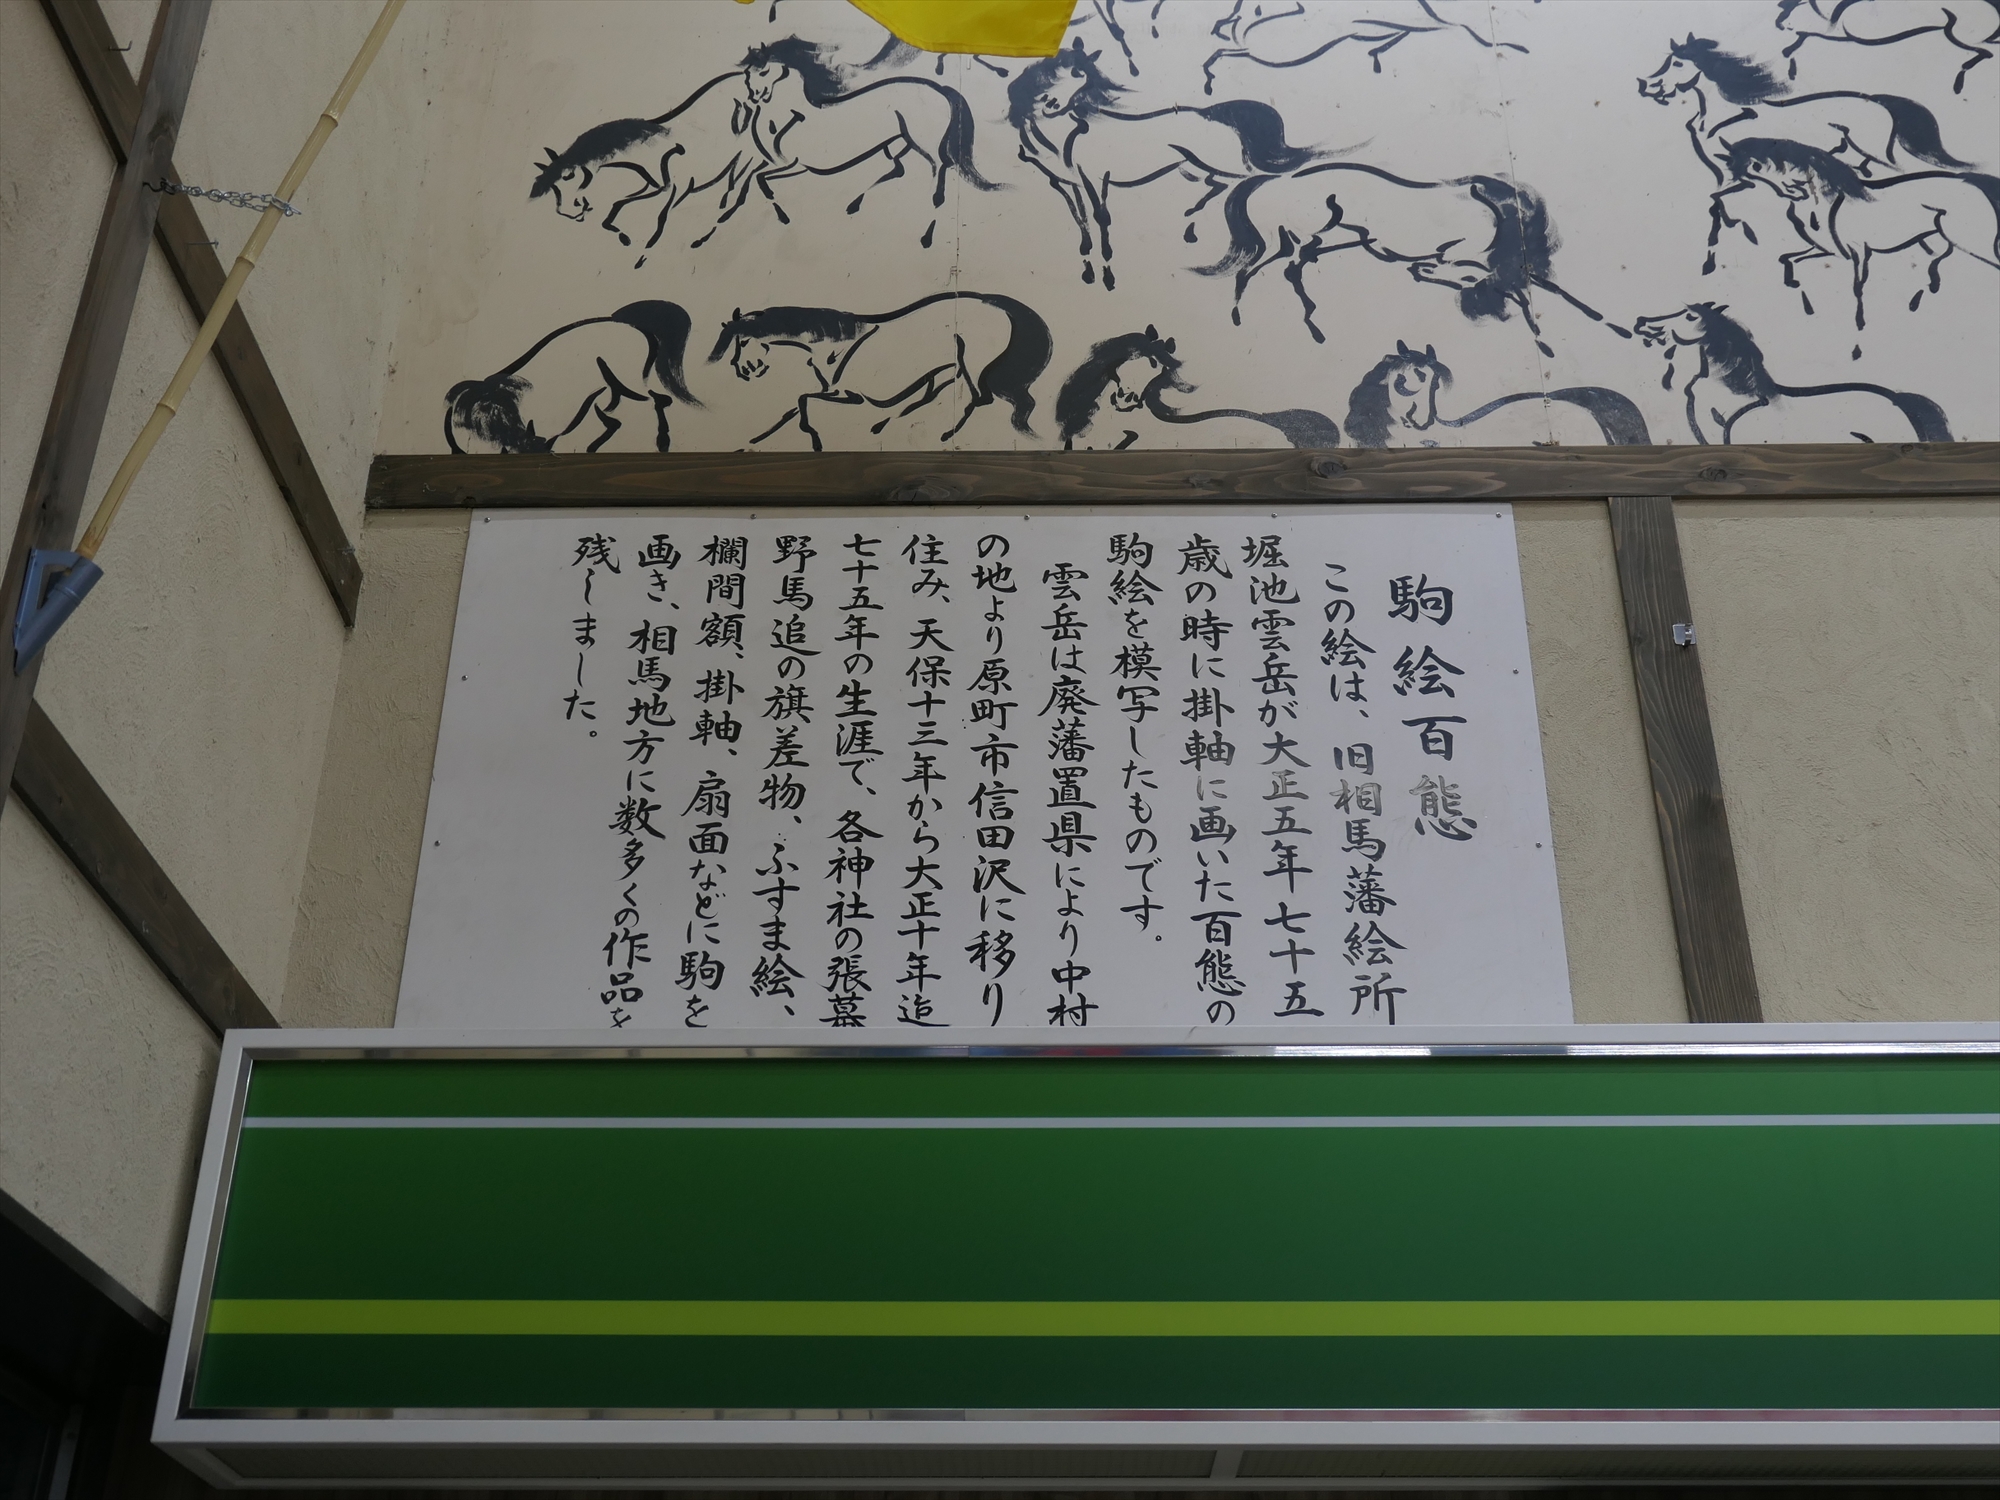 駒絵百態
この絵は、旧相馬藩絵所
堀池雲岳が大正五年七十五
歳の時に掛軸に画いた百態の
駒絵を模写したものです。
雲岳は廃藩置県により中村
の地より原町市信田沢に移り
住み、天保十三年から大正十年迄
七十五年の生涯で、各神社の張幕
野馬追の旗差物、ふすま絵、
欄間額、掛軸、扇面などに駒を
画き、相馬地方に数多くの作品を
残しました。